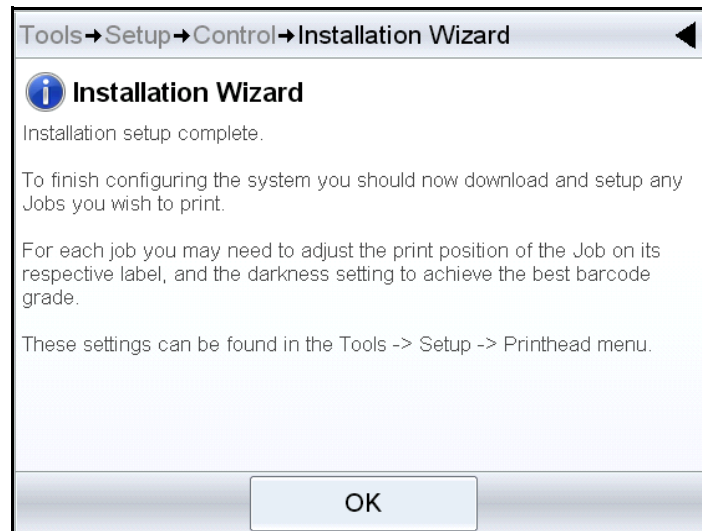 Tools→Setup→Control→Installation Wizard
Installation Wizard
Installation setup complete.
To finish configuring the system you should now download and setup any
Jobs you wish to print.
For each job you may need to adjust the print position of the Job on its
respective label, and the darkness setting to achieve the best barcode
grade.
These settings can be found in the Tools -> Setup -> Printhead menu.
OK